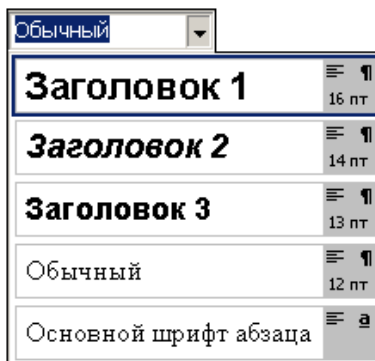 Обычный
Заголовок 1
¶
16 пт
Заголовок 2
¶
14 пт
Заголовок 3
¶
13 пт
Обычный
¶
12 пт
Основной шрифт абзаца
a